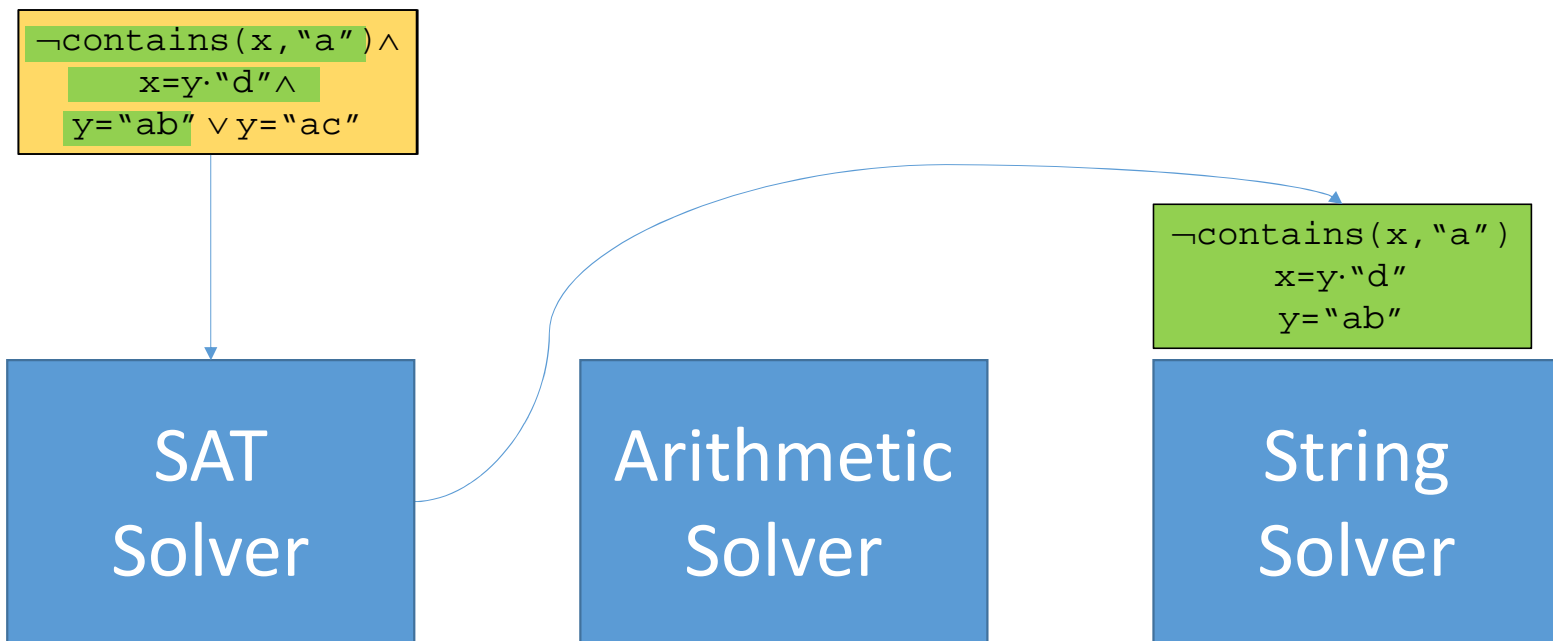 ¬contains(x,“a”)∧
x=y·“d”∧
y=“ab” ∨ y=“ac”
¬contains(x,“a”)
x=y·“d”
y=“ab”
SAT
Solver
Arithmetic
Solver
String
Solver